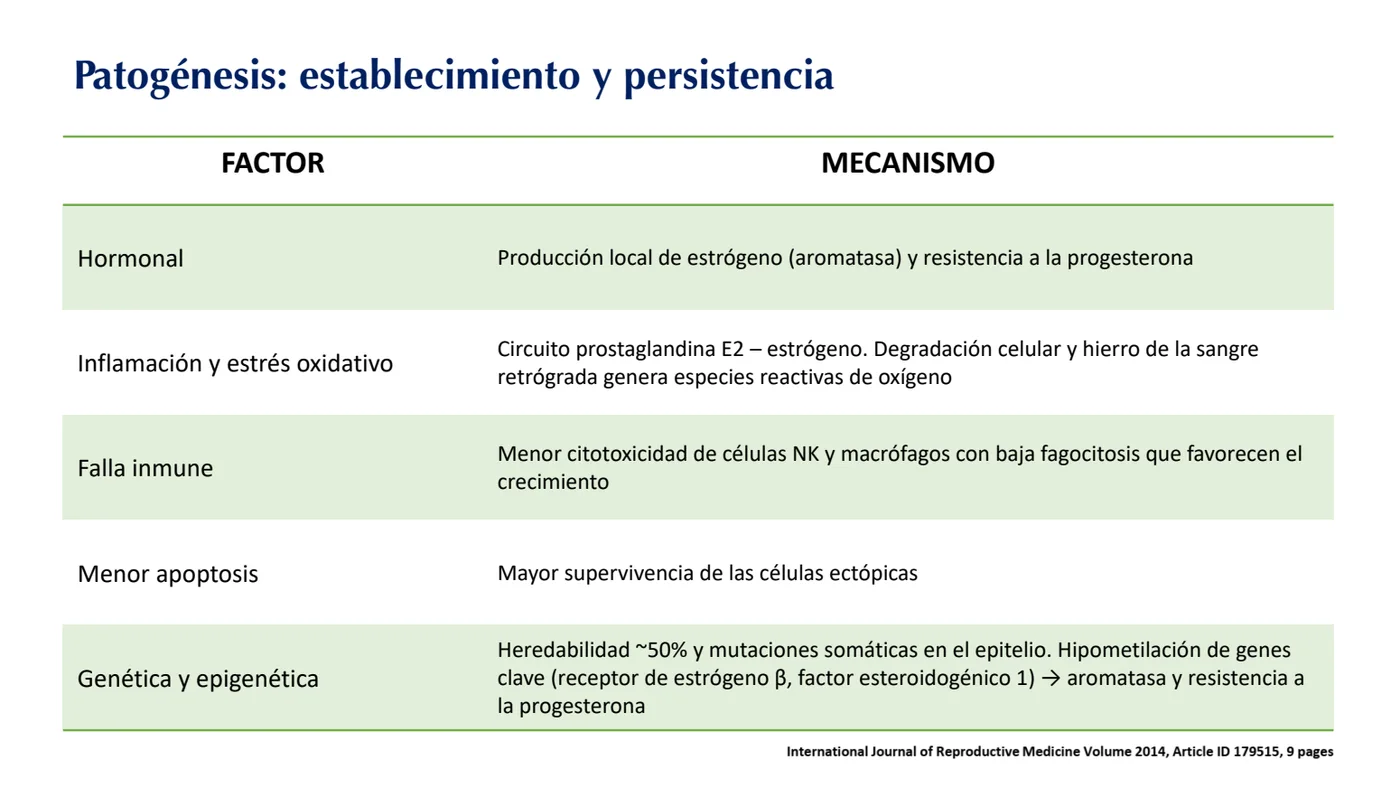 Patogénesis: establecimiento y persistencia
FACTOR
MECANISMO
Hormonal
Producción local de estrógeno (aromatasa) y resistencia a la progesterona
Inflamación y estrés oxidativo
Circuito prostaglandina E2 – estrógeno. Degradación celular y hierro de la sangre
retrógrada genera especies reactivas de oxígeno
Falla inmune
Menor citotoxicidad de células NK y macrófagos con baja fagocitosis que favorecen el
crecimiento
Menor apoptosis
Mayor supervivencia de las células ectópicas
Genética y epigenética
Heredabilidad ~50% y mutaciones somáticas en el epitelio. Hipometilación de genes
clave (receptor de estrógeno β, factor esteroidogénico 1) → aromatasa y resistencia a
la progesterona
International Journal of Reproductive Medicine Volume 2014, Article ID 179515, 9 pages